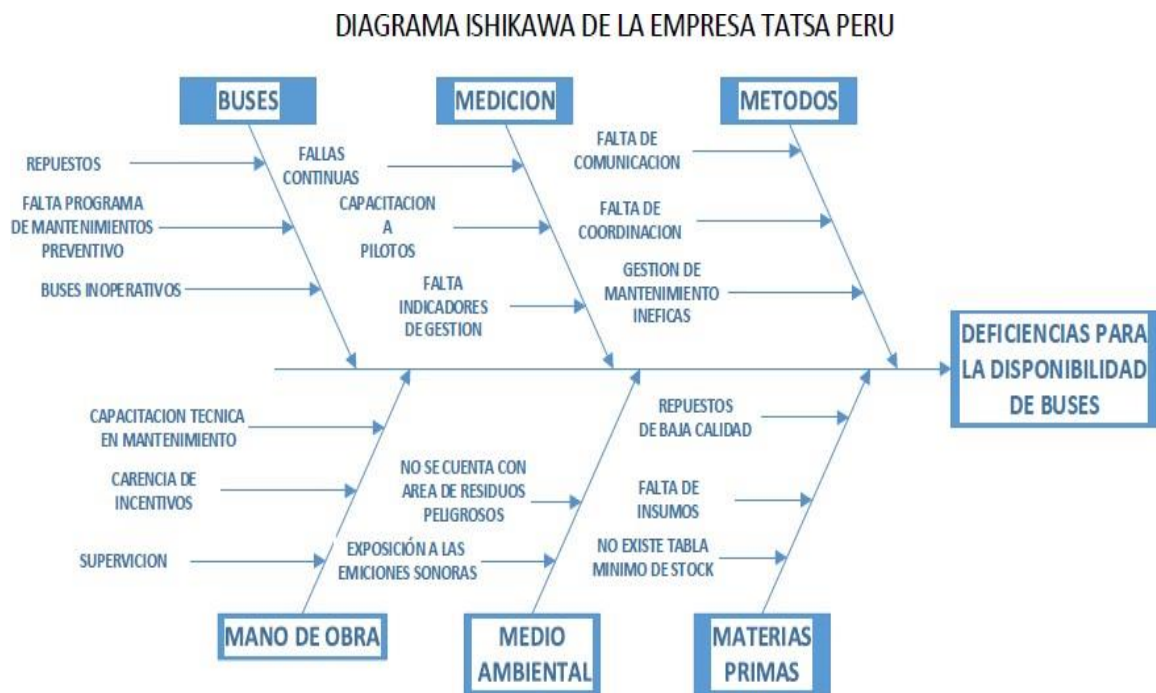 DIAGRAMA ISHIKAWA DE LA EMPRESA TATSA PERU
BUSES
MEDICION
METODOS
REPUESTOS
FALTA PROGRAMA
DE MANTENIMIENTOS
PREVENTIVO
BUSES INOPERATIVOS
FALLAS
CONTINUAS
CAPACITACION
A
PILOTOS
FALTA
INDICADORES
DE GESTION
FALTA DE
COMUNICACION
FALTA DE
COORDINACION
GESTION DE
MANTENIMIENTO
INEFICAS
DEFICIENCIAS PARA
LA DISPONIBILIDAD
DE BUSES
CAPACITACION TECNICA
EN MANTENIMIENTO
CARENCIA DE
INCENTIVOS
SUPERVICION
NO SE CUENTA CON
AREA DE RESIDUOS
PELIGROSOS
EXPOSICIÓN A LAS
EMICIONES SONORAS
REPUESTOS
DE BAJA CALIDAD
FALTA DE
INSUMOS
NO EXISTE TABLA
MINIMO DE STOCK
MANO DE OBRA
MEDIO
AMBIENTAL
MATERIAS
PRIMAS